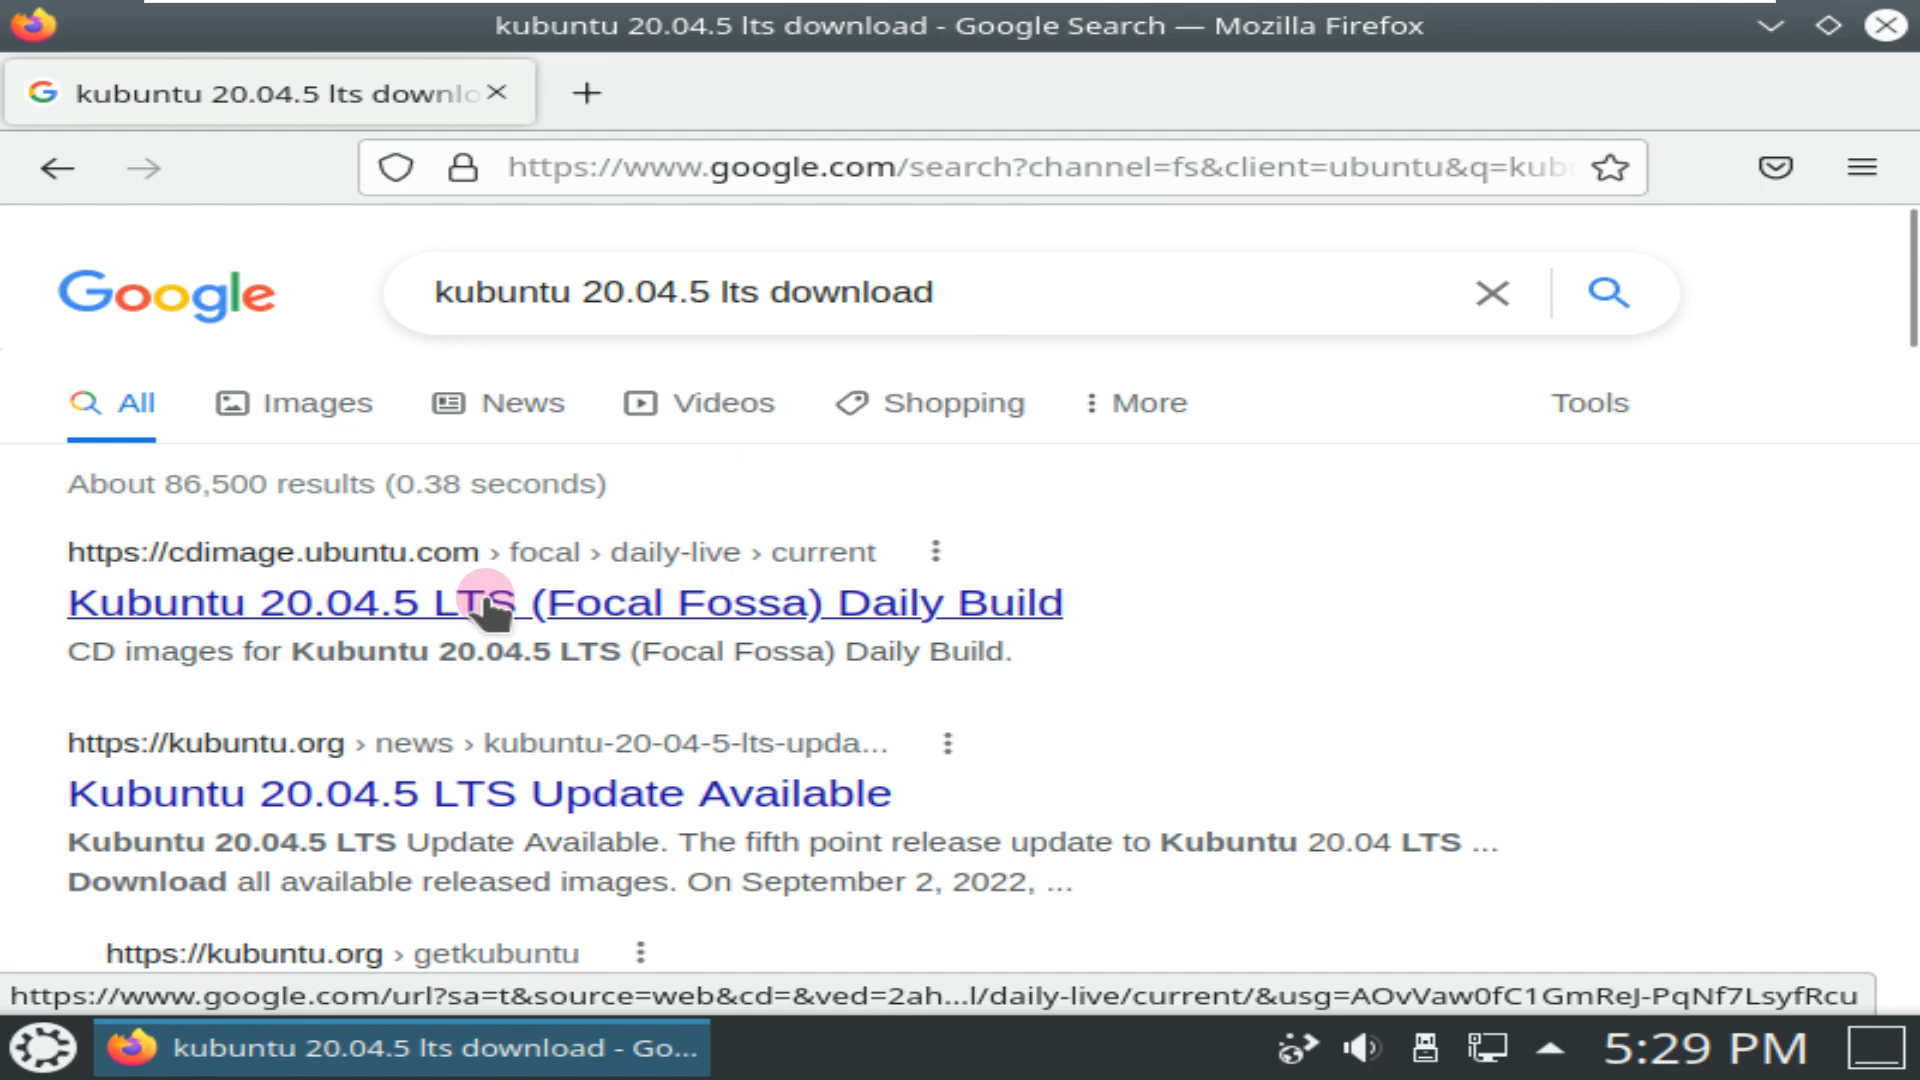 kubuntu 20.04.5 lts download - Google Search — Mozilla Firefox
kubuntu 20.04.5 lts downlo
https://www.google.com/search?channel=fs&client=ubuntu&q=kub
Google
kubuntu 20.04.5 lts download
All Images News Videos Shopping More Tools
About 86,500 results (0.38 seconds)
https://cdimage.ubuntu.com › focal › daily-live › current
Kubuntu 20.04.5 LTS (Focal Fossa) Daily Build
CD images for Kubuntu 20.04.5 LTS (Focal Fossa) Daily Build.
https://kubuntu.org › news › kubuntu-20-04-5-lts-upda...
Kubuntu 20.04.5 LTS Update Available
Kubuntu 20.04.5 LTS Update Available. The fifth point release update to Kubuntu 20.04 LTS ...
Download all available released images. On September 2, 2022, ...
https://kubuntu.org › getkubuntu
https://www.google.com/url?sa=t&source=web&cd=&ved=2ah...l/daily-live/current/&usg=AOvVaw0fC1GmReJ-PqNf7LsyfRcu
kubuntu 20.04.5 lts download - Go...
5:29 PM